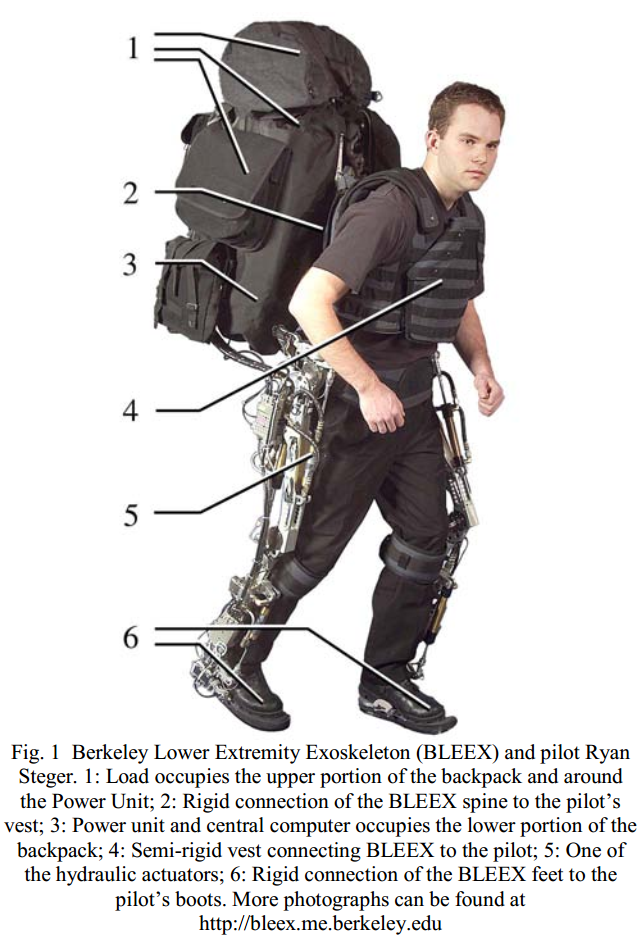 1
2
3
4
5
6
Fig. 1 Berkeley Lower Extremity Exoskeleton (BLEEX) and pilot Ryan
Steger. 1: Load occupies the upper portion of the backpack and around
the Power Unit; 2: Rigid connection of the BLEEX spine to the pilot's
vest; 3: Power unit and central computer occupies the lower portion of the
backpack; 4: Semi-rigid vest connecting BLEEX to the pilot; 5: One of
the hydraulic actuators; 6: Rigid connection of the BLEEX feet to the
pilot's boots. More photographs can be found at
http://bleex.me.berkeley.edu